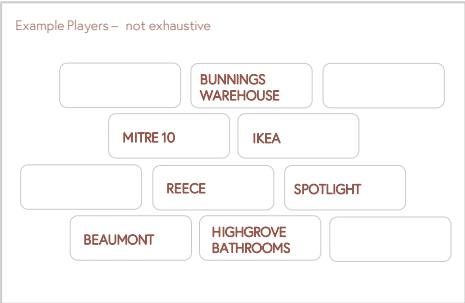 Example Players – not exhaustive
BUNNINGS
WAREHOUSE
MITRE 10
IKEA
REECE
SPOTLIGHT
BEAUMONT
HIGHGROVE
BATHROOMS